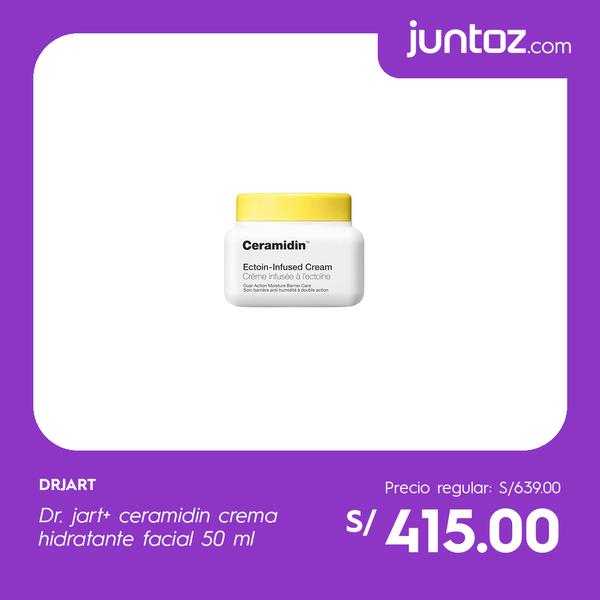 juntoz.com
Ceramidin™
Ectoin-Infused Cream
Crème infusée à l'ectoïne
Dual-Action Moisture Barrier Care
Soin barrière anti-humidité à double action
DRJART
Dr. jart+ ceramidin crema
hidratante facial 50 ml
Precio regular: S/639.00
S/ 415.00